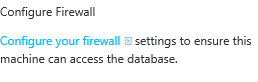 Configure Firewall
Configure your firewall settings to ensure this
machine can access the database.